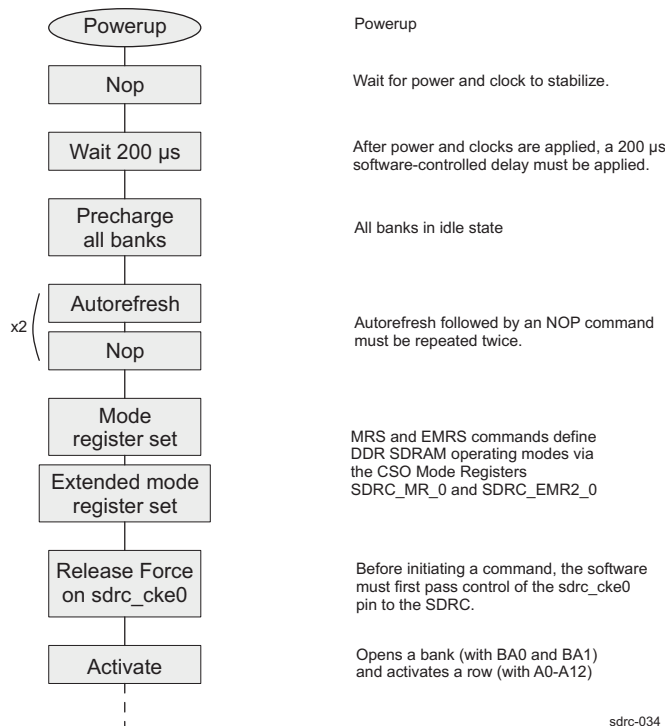 Powerup
Powerup
Nop
Wait for power and clock to stabilize.
Wait 200 µs
After power and clocks are applied, a 200 µs
software-controlled delay must be applied.
Precharge
all banks
All banks in idle state
x2
Autorefresh
Nop
Autorefresh followed by an NOP command
must be repeated twice.
Mode
register set
Extended mode
register set
MRS and EMRS commands define
DDR SDRAM operating modes via
the CSO Mode Registers
SDRC_MR_0 and SDRC_EMR2_0
Release Force
on sdrc_cke0
Before initiating a command, the software
must first pass control of the sdrc_cke0
pin to the SDRC.
Activate
Opens a bank (with BA0 and BA1)
and activates a row (with A0-A12)
sdrc-034